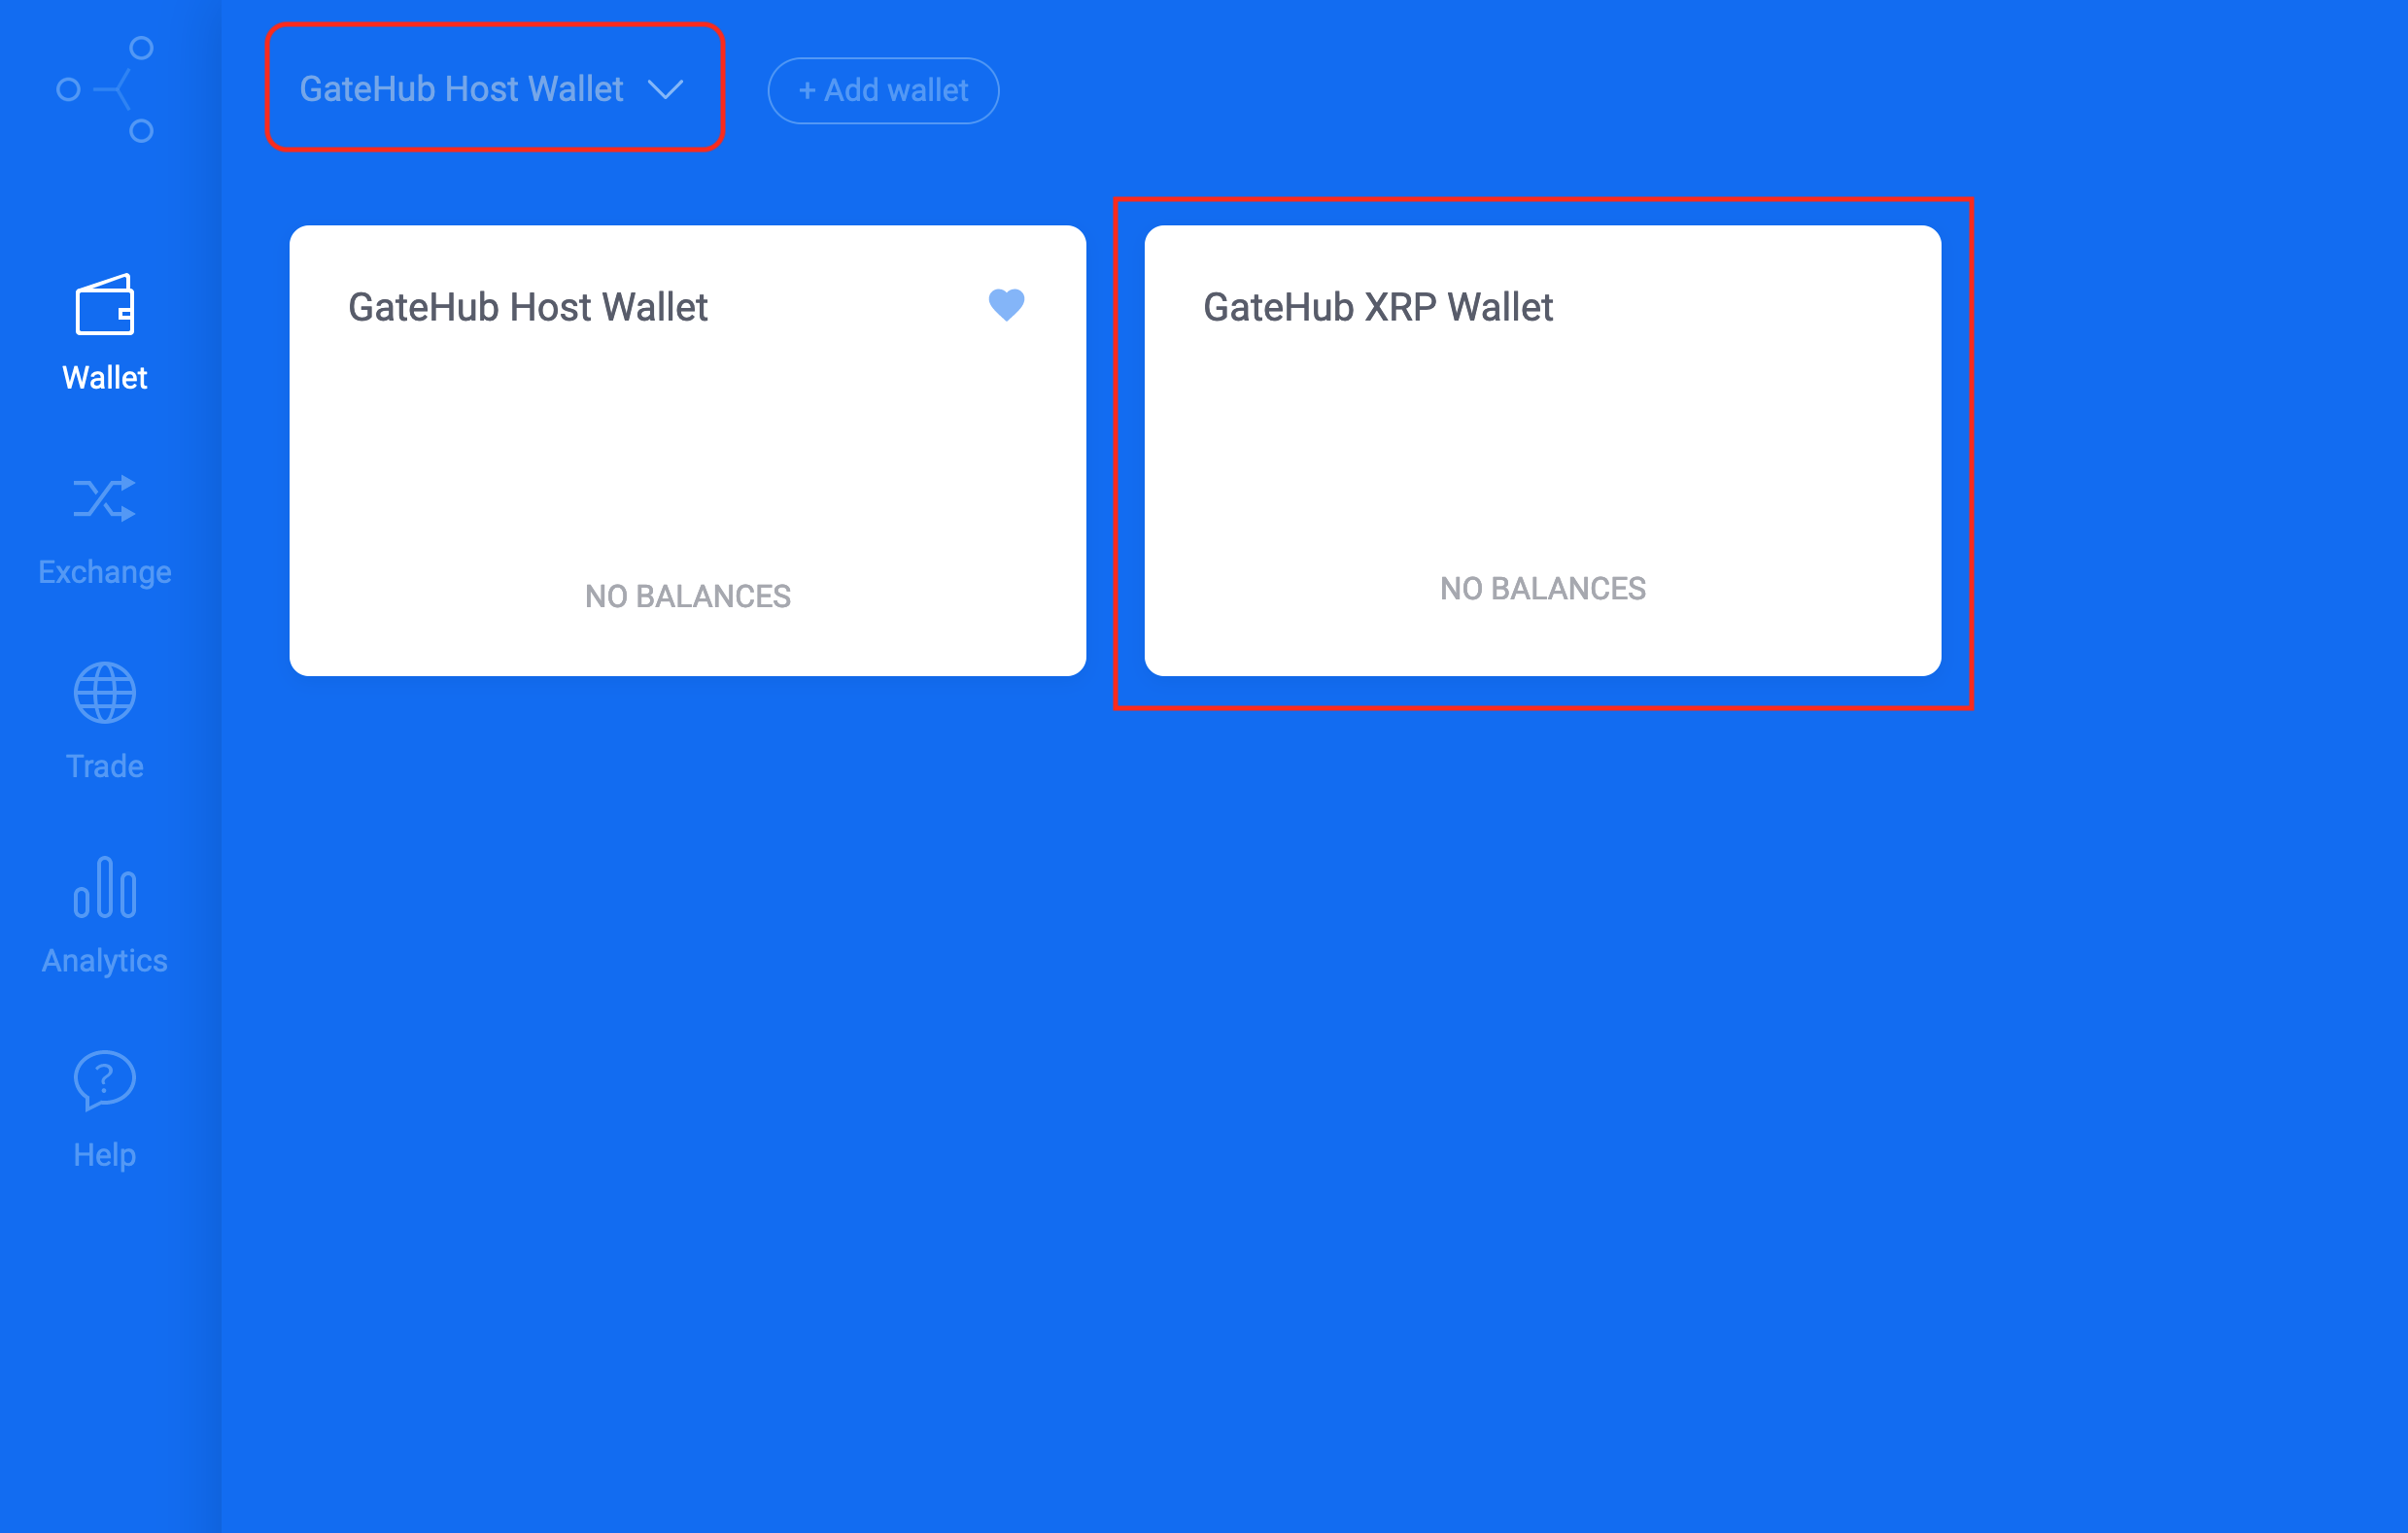 GateHub Host Wallet
+ Add wallet
Wallet
Exchange
Trade
Analytics
Help
GateHub Host Wallet
NO BALANCES
GateHub XRP Wallet
NO BALANCES